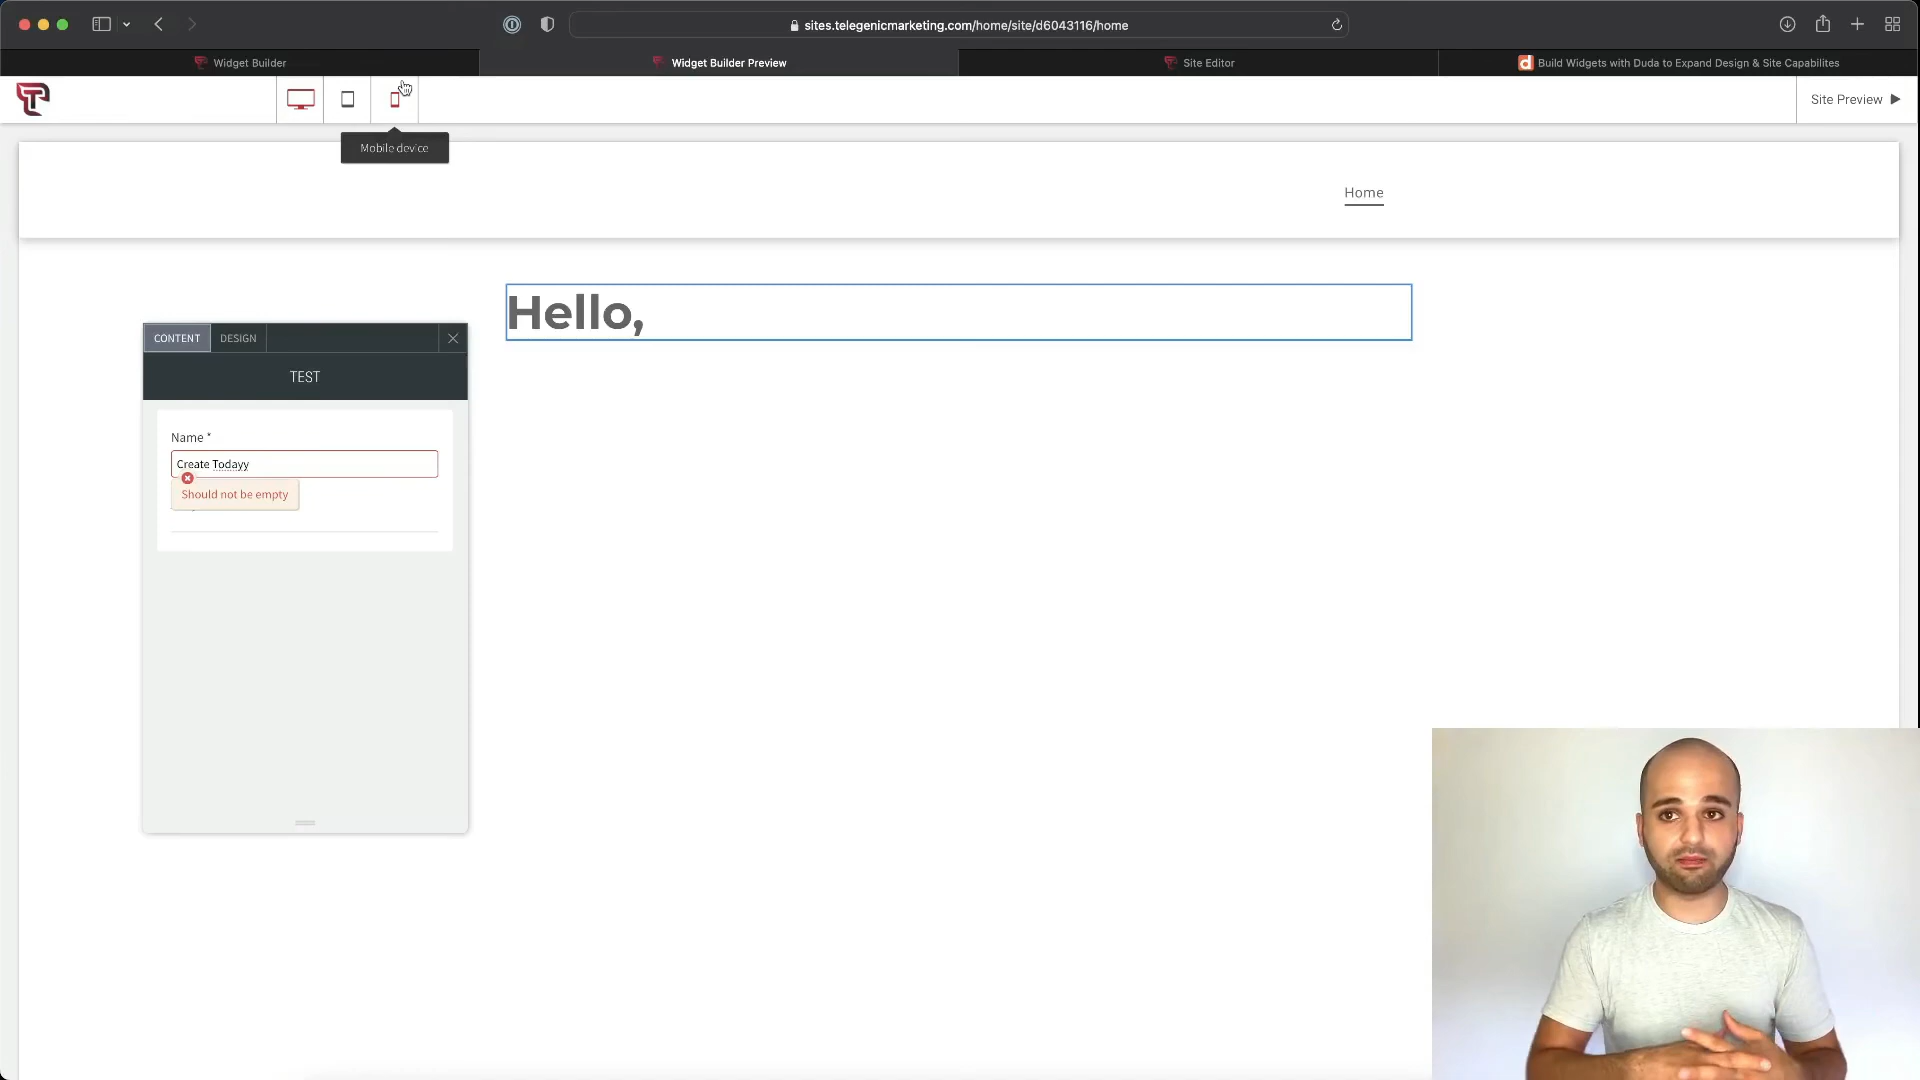 sites.telegenicmarketing.com/home/site/d6043116/home
Widget Builder
Widget Builder Preview
Site Editor
Build Widgets with Duda to Expand Design & Site Capabilites
Site Preview
Mobile device
Home
Hello,
CONTENT
DESIGN
TEST
Name *
Create Todayy
Should not be empty